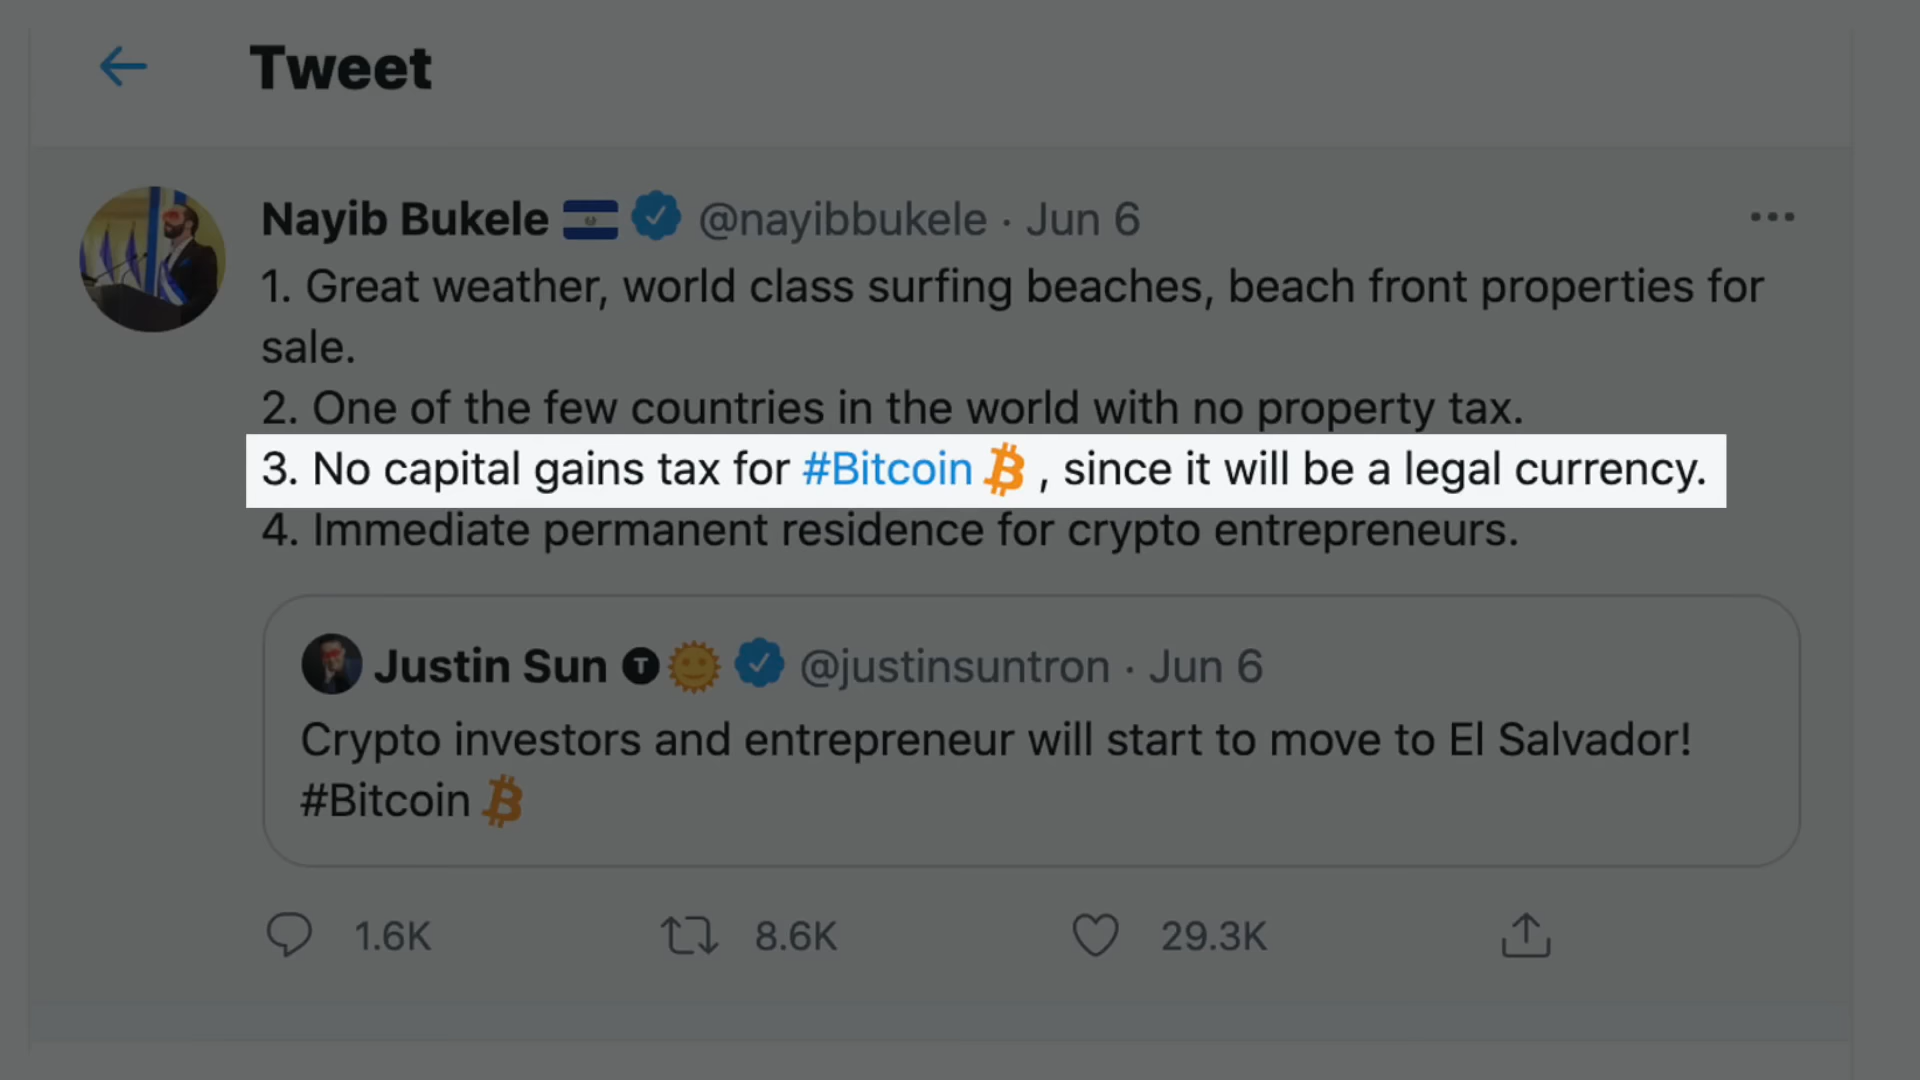 Tweet
Nayib Bukele @nayibbukele · Jun 6
1. Great weather, world class surfing beaches, beach front properties for
sale.
2. One of the few countries in the world with no property tax.
3. No capital gains tax for #Bitcoin , since it will be a legal currency.
4. Immediate permanent residence for crypto entrepreneurs.
Justin Sun T @justinsuntron · Jun 6
Crypto investors and entrepreneur will start to move to El Salvador!
#Bitcoin
1.6K 8.6K 29.3K